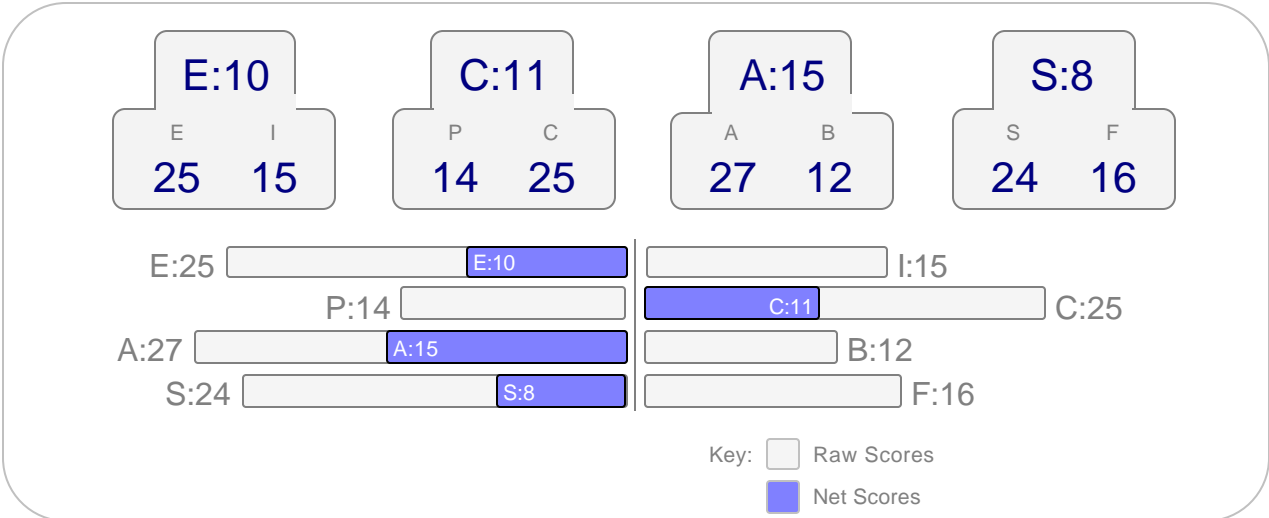 E:10 C:11 A:15 S:8
E I P C A B S F
25 15 14 25 27 12 24 16
E:25 E:10 I:15
P:14 C:11 C:25
A:27 A:15 B:12
S:24 S:8 F:16
Key: Raw Scores
Net Scores